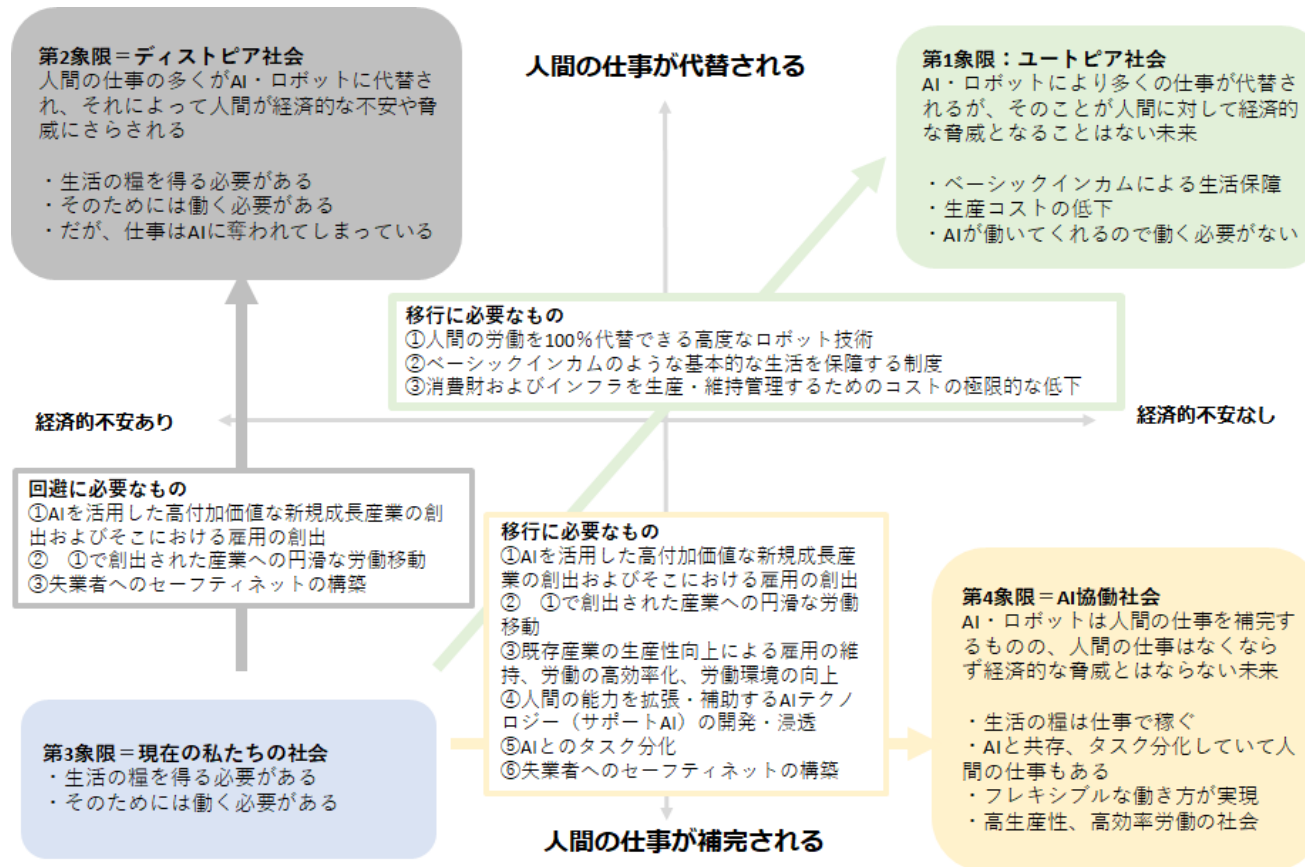 第2象限＝ディストピア社会
人間の仕事の多くがAI・ロボットに代替され
、それによって人間が経済的な不安や脅
威にさらされる
・生活の糧を得る必要がある
・そのためには働く必要がある
・だが、仕事はAIに奪われてしまっている
人間の仕事が代替される
第1象限：ユートピア社会
AI・ロボットにより多くの仕事が代替
されるが、そのことが人間に対して経済的
な脅威となることはない未来
・ベーシックインカムによる生活保障
・生産コストの低下
・AIが働いてくれるので働く必要がない
移行に必要なもの
①人間の労働を100％代替できる高度なロボット技術
②ベーシックインカムのような基本的な生活を保障する制度
③消費財およびインフラを生産・維持管理するためのコストの極限的な低下
経済的不安あり
経済的不安なし
回避に必要なもの
①AIを活用した高付加価値な新規成長産業の創
出およびそこにおける雇用の創出
②　①で創出された産業への円滑な労働移動
③失業者へのセーフティネットの構築
移行に必要なもの
①AIを活用した高付加価値な新規成長産
業の創出およびそこにおける雇用の創出
②　①で創出された産業への円滑な労働
移動
③既存産業の生産性向上による雇用の維
持、労働の高効率化、労働環境の向上
④人間の能力を拡張・補助するAIテクノ
ロジー（サポートAI）の開発・浸透
⑤AIとのタスク分化
⑥失業者へのセーフティネットの構築
第4象限＝AI協働社会
AI・ロボットは人間の仕事を補完す
るものの、人間の仕事はなくなら
ず経済的な脅威とはならない未来
・生活の糧は仕事で稼ぐ
・AIと共存、タスク分化していて人
間の仕事もある
・フレキシブルな働き方が実現
・高生産性、高効率労働の社会
第3象限＝現在の私たちの社会
・生活の糧を得る必要がある
・そのためには働く必要がある
人間の仕事が補完される